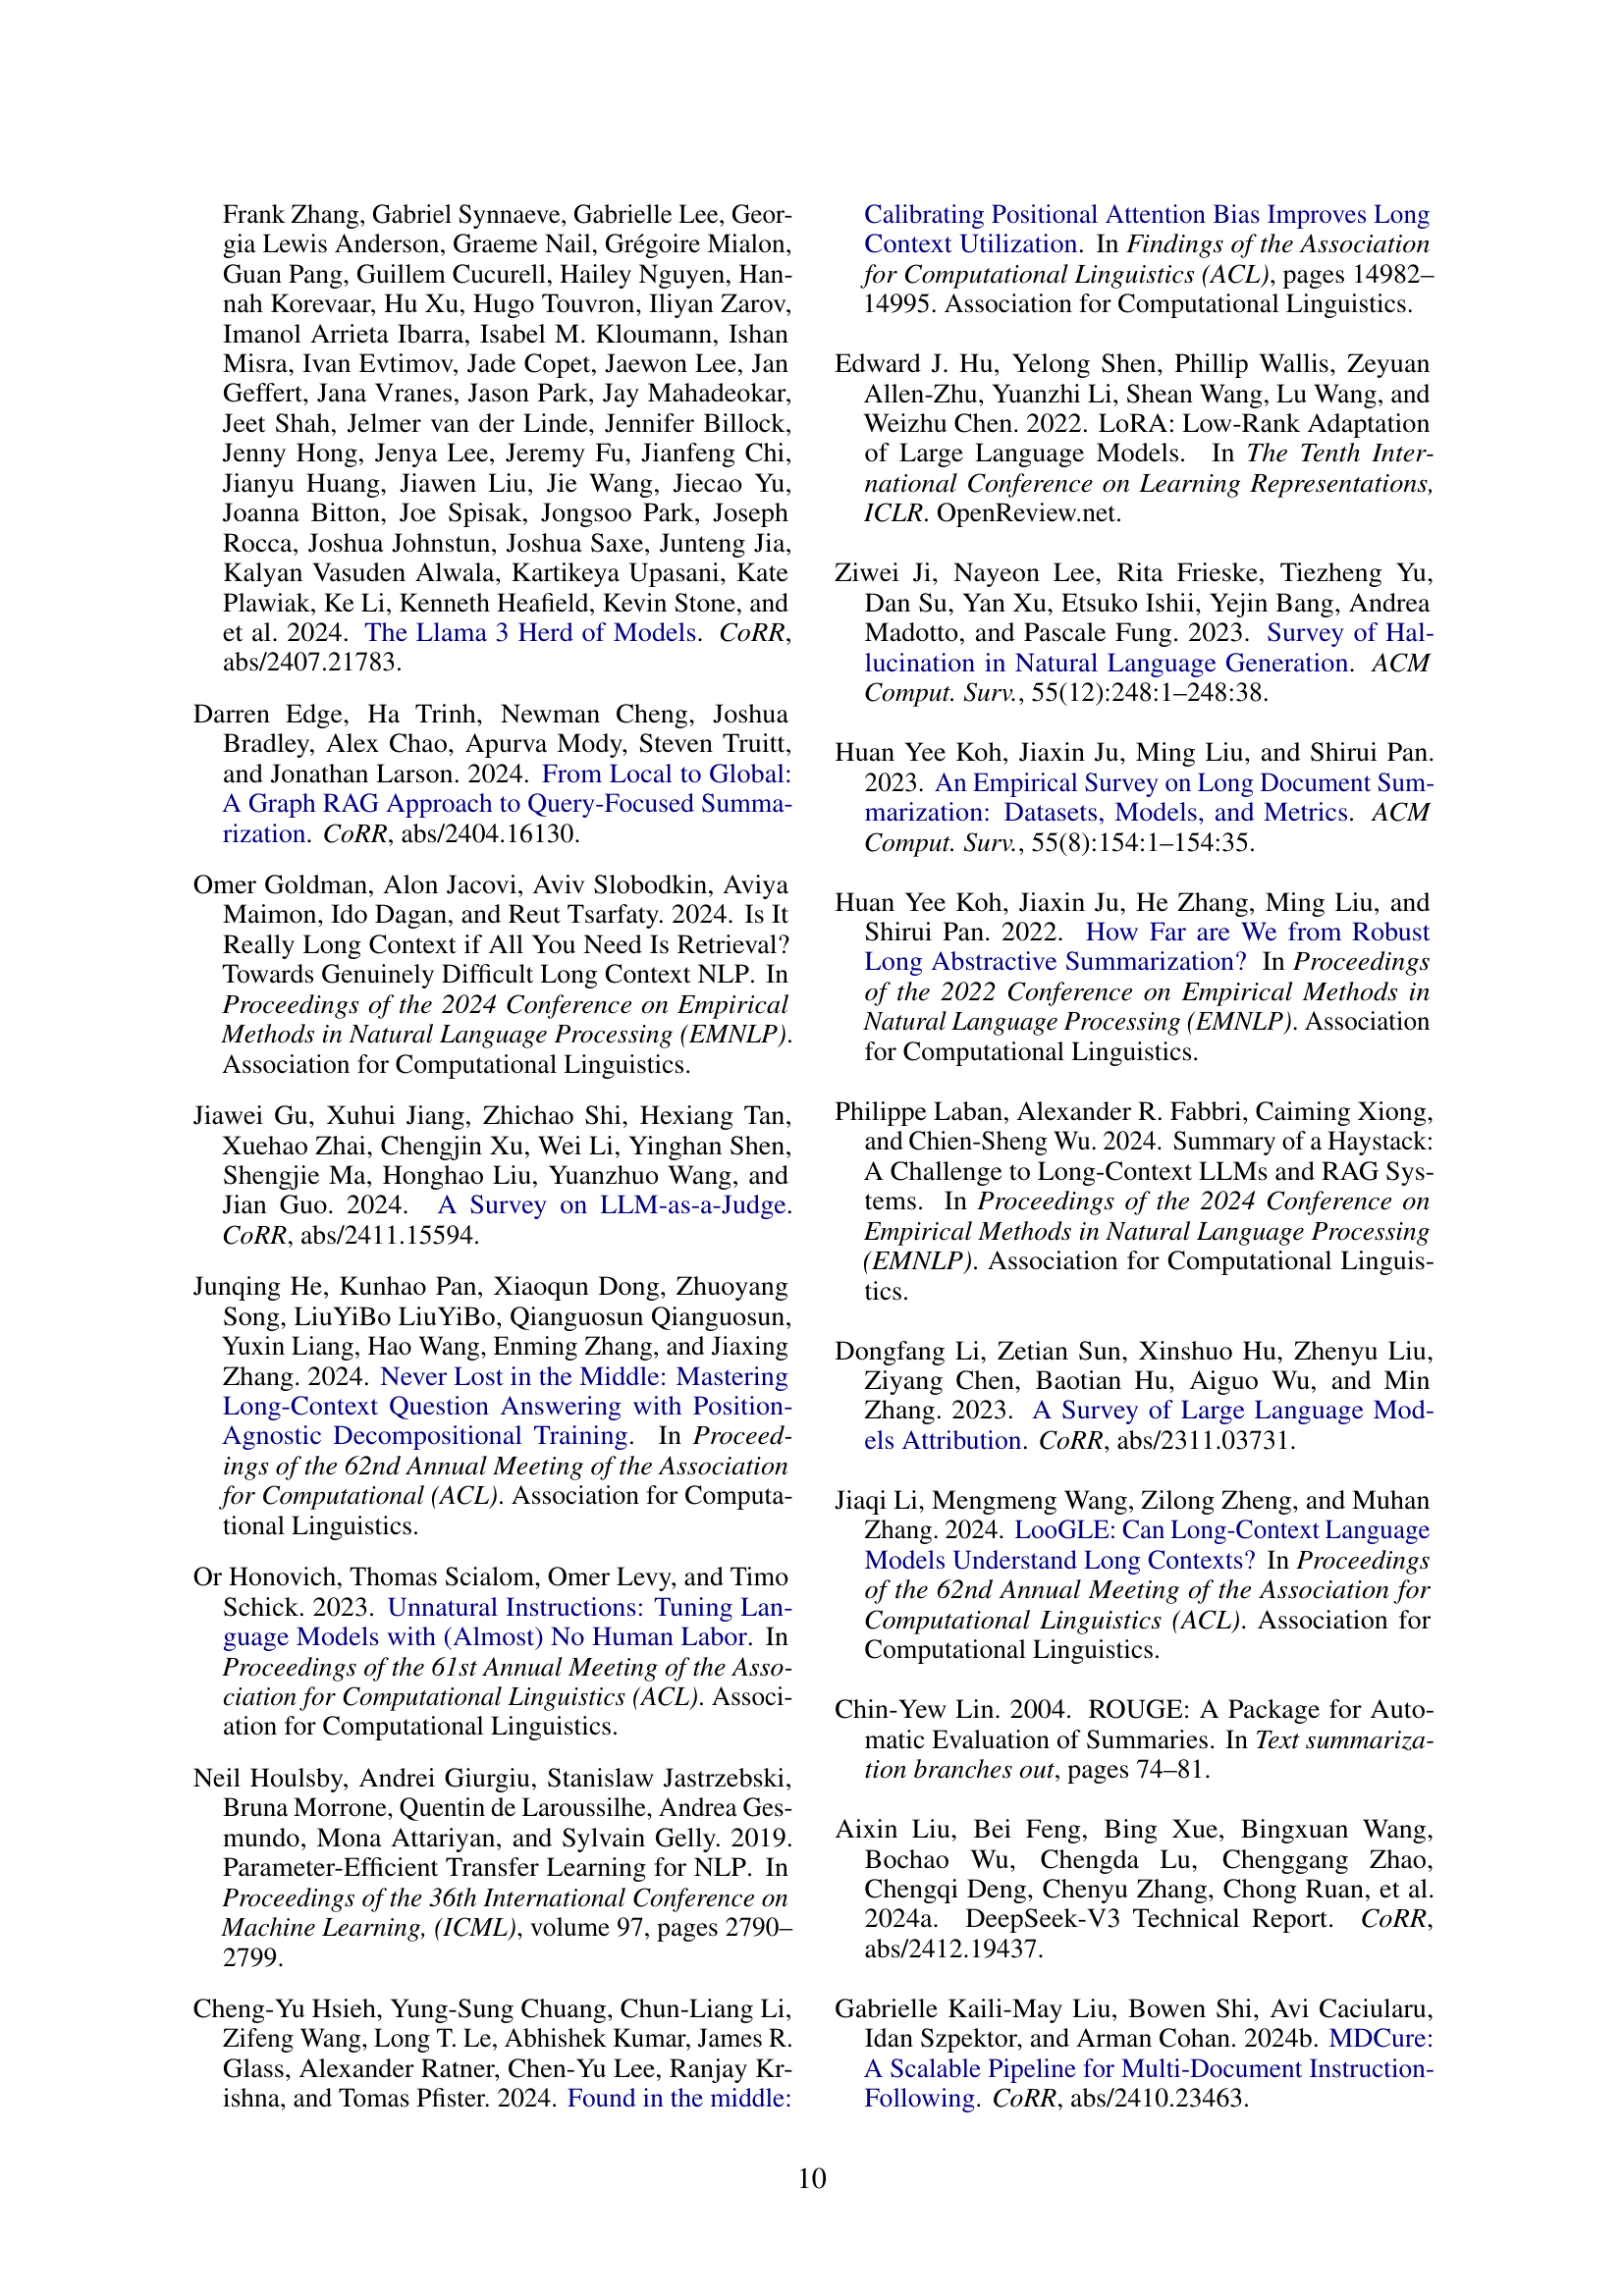 Frank Zhang, Gabriel Synnaeve, Gabrielle Lee, Geor-
gia Lewis Anderson, Graeme Nail, Grégoire Mialon,
Guan Pang, Guillem Cucurell, Hailey Nguyen, Han-
nah Korevaar, Hu Xu, Hugo Touvron, Iliyan Zarov,
Imanol Arrieta Ibarra, Isabel M. Kloumann, Ishan
Misra, Ivan Evtimov, Jade Copet, Jaewon Lee, Jan
Geffert, Jana Vranes, Jason Park, Jay Mahadeokar,
Jeet Shah, Jelmer van der Linde, Jennifer Billock,
Jenny Hong, Jenya Lee, Jeremy Fu, Jianfeng Chi,
Jianyu Huang, Jiawen Liu, Jie Wang, Jiecao Yu,
Joanna Bitton, Joe Spisak, Jongsoo Park, Joseph
Rocca, Joshua Johnstun, Joshua Saxe, Junteng Jia,
Kalyan Vasuden Alwala, Kartikeya Upasani, Kate
Plawiak, Ke Li, Kenneth Heafield, Kevin Stone, and
et al. 2024. The Llama 3 Herd of Models. CoRR,
abs/2407.21783.
Darren Edge, Ha Trinh, Newman Cheng, Joshua
Bradley, Alex Chao, Apurva Mody, Steven Truitt,
and Jonathan Larson. 2024. From Local to Global:
A Graph RAG Approach to Query-Focused Summa-
rization. CoRR, abs/2404.16130.
Omer Goldman, Alon Jacovi, Aviv Slobodkin, Aviya
Maimon, Ido Dagan, and Reut Tsarfaty. 2024. Is It
Really Long Context if All You Need Is Retrieval?
Towards Genuinely Difficult Long Context NLP. In
Proceedings of the 2024 Conference on Empirical
Methods in Natural Language Processing (EMNLP).
Association for Computational Linguistics.
Jiawei Gu, Xuhui Jiang, Zhichao Shi, Hexiang Tan,
Xuehao Zhai, Chengjin Xu, Wei Li, Yinghan Shen,
Shengjie Ma, Honghao Liu, Yuanzhuo Wang, and
Jian Guo. 2024. A Survey on LLM-as-a-Judge.
CoRR, abs/2411.15594.
Junqing He, Kunhao Pan, Xiaoqun Dong, Zhuoyang
Song, LiuYiBo LiuYiBo, Qianguosun Qianguosun,
Yuxin Liang, Hao Wang, Enming Zhang, and Jiaxing
Zhang. 2024. Never Lost in the Middle: Mastering
Long-Context Question Answering with Position-
Agnostic Decompositional Training. In Proceed-
ings of the 62nd Annual Meeting of the Association
for Computational (ACL). Association for Computa-
tional Linguistics.
Or Honovich, Thomas Scialom, Omer Levy, and Timo
Schick. 2023. Unnatural Instructions: Tuning Lan-
guage Models with (Almost) No Human Labor. In
Proceedings of the 61st Annual Meeting of the Asso-
ciation for Computational Linguistics (ACL). Associ-
ation for Computational Linguistics.
Neil Houlsby, Andrei Giurgiu, Stanislaw Jastrzebski,
Bruna Morrone, Quentin de Laroussilhe, Andrea Ges-
mundo, Mona Attariyan, and Sylvain Gelly. 2019.
Parameter-Efficient Transfer Learning for NLP. In
Proceedings of the 36th International Conference on
Machine Learning, (ICML), volume 97, pages 2790–
2799.
Cheng-Yu Hsieh, Yung-Sung Chuang, Chun-Liang Li,
Zifeng Wang, Long T. Le, Abhishek Kumar, James R.
Glass, Alexander Ratner, Chen-Yu Lee, Ranjay Kr-
ishna, and Tomas Pfister. 2024. Found in the middle:
Calibrating Positional Attention Bias Improves Long
Context Utilization. In Findings of the Association
for Computational Linguistics (ACL), pages 14982–
14995. Association for Computational Linguistics.
Edward J. Hu, Yelong Shen, Phillip Wallis, Zeyuan
Allen-Zhu, Yuanzhi Li, Shean Wang, Lu Wang, and
Weizhu Chen. 2022. LoRA: Low-Rank Adaptation
of Large Language Models. In The Tenth Inter-
national Conference on Learning Representations,
ICLR. OpenReview.net.
Ziwei Ji, Nayeon Lee, Rita Frieske, Tiezheng Yu,
Dan Su, Yan Xu, Etsuko Ishii, Yejin Bang, Andrea
Madotto, and Pascale Fung. 2023. Survey of Hal-
lucination in Natural Language Generation. ACM
Comput. Surv., 55(12):248:1–248:38.
Huan Yee Koh, Jiaxin Ju, Ming Liu, and Shirui Pan.
2023. An Empirical Survey on Long Document Sum-
marization: Datasets, Models, and Metrics. ACM
Comput. Surv., 55(8):154:1–154:35.
Huan Yee Koh, Jiaxin Ju, He Zhang, Ming Liu, and
Shirui Pan. 2022. How Far are We from Robust
Long Abstractive Summarization? In Proceedings
of the 2022 Conference on Empirical Methods in
Natural Language Processing (EMNLP). Association
for Computational Linguistics.
Philippe Laban, Alexander R. Fabbri, Caiming Xiong,
and Chien-Sheng Wu. 2024. Summary of a Haystack:
A Challenge to Long-Context LLMs and RAG Sys-
tems. In Proceedings of the 2024 Conference on
Empirical Methods in Natural Language Processing
(EMNLP). Association for Computational Linguis-
tics.
Dongfang Li, Zetian Sun, Xinshuo Hu, Zhenyu Liu,
Ziyang Chen, Baotian Hu, Aiguo Wu, and Min
Zhang. 2023. A Survey of Large Language Mod-
els Attribution. CoRR, abs/2311.03731.
Jiaqi Li, Mengmeng Wang, Zilong Zheng, and Muhan
Zhang. 2024. LooGLE: Can Long-Context Language
Models Understand Long Contexts? In Proceedings
of the 62nd Annual Meeting of the Association for
Computational Linguistics (ACL). Association for
Computational Linguistics.
Chin-Yew Lin. 2004. ROUGE: A Package for Auto-
matic Evaluation of Summaries. In Text summariza-
tion branches out, pages 74–81.
Aixin Liu, Bei Feng, Bing Xue, Bingxuan Wang,
Bochao Wu, Chengda Lu, Chenggang Zhao,
Chengqi Deng, Chenyu Zhang, Chong Ruan, et al.
2024a. DeepSeek-V3 Technical Report. CoRR,
abs/2412.19437.
Gabrielle Kaili-May Liu, Bowen Shi, Avi Caciularu,
Idan Szpektor, and Arman Cohan. 2024b. MDCure:
A Scalable Pipeline for Multi-Document Instruction-
Following. CoRR, abs/2410.23463.
10